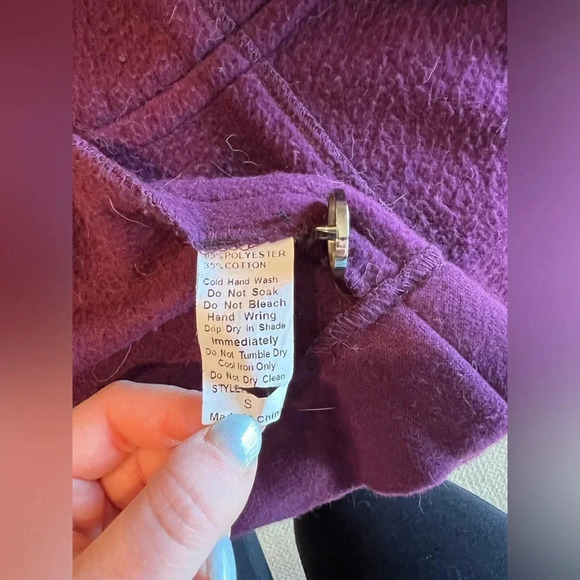 65% POLYESTER
35% COTTON
Cold Hand Wash
Do Not Soak
Do Not Bleach
Hand Wring
Drip Dry in Shade
Immediately
Do Not Tumble Dry
Cool Iron Only
Do Not Dry Clean
STYLE
S
Made in Chin